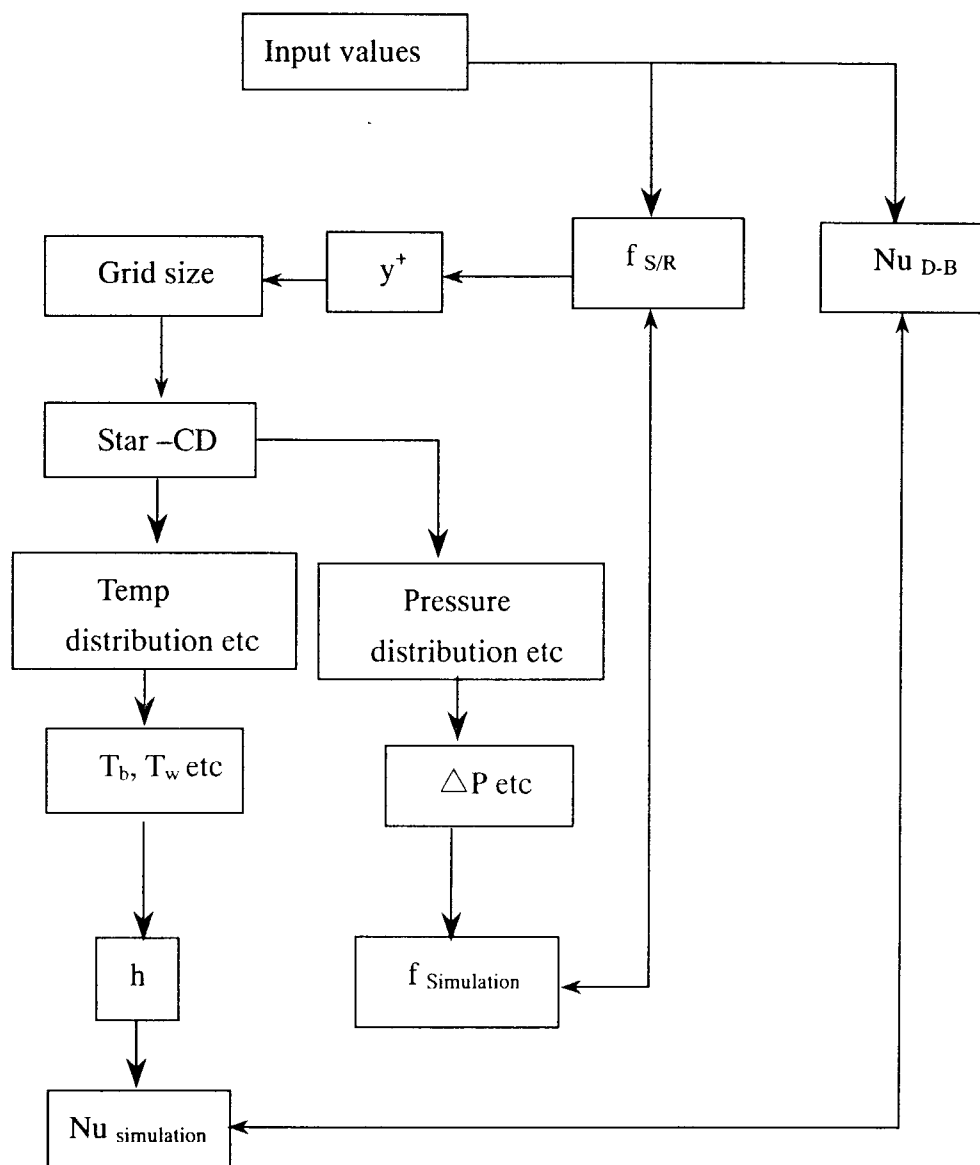 Input values
f S/R
Nu D-B
y+
Grid size
Star –CD
Temp
distribution etc
Pressure
distribution etc
Tb, Tw etc
△P etc
h
f Simulation
Nu simulation